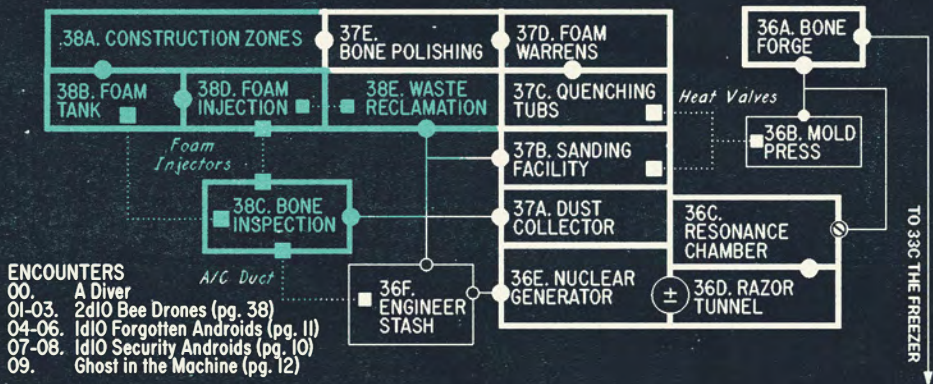 38A. CONSTRUCTION ZONES
37E.
BONE POLISHING
37D. FOAM
WARRENS
36A. BONE
FORGE
38B. FOAM
TANK
38D. FOAM
INJECTION
38E. WASTE
RECLAMATION
37C. QUENCHING
TUBS
Heat Valves
36B. MOLD
PRESS
Foam
Injectors
37B. SANDING
FACILITY
38C. BONE
INSPECTION
37A. DUST
COLLECTOR
36C.
RESONANCE
CHAMBER
TO 33C THE FREEZER
A/C Duct
36F.
ENGINEER
STASH
36E. NUCLEAR
GENERATOR
±
36D. RAZOR
TUNNEL
ENCOUNTERS
00. A Diver
01-03. 2d10 Bee Drones (pg. 38)
04-06. 1d10 Forgotten Androids (pg. 11)
07-08. 1d10 Security Androids (pg. 10)
09. Ghost in the Machine (pg. 12)